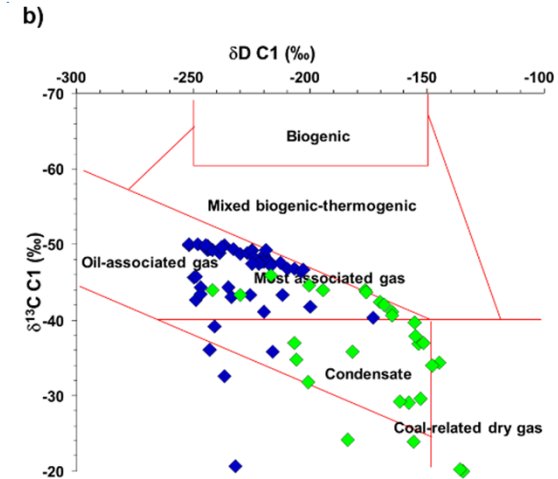 b)
δD C1 (‰)
-300 -250 -200 -150 -100
-70
Biogenic
-60
Mixed biogenic-thermogenic
-50
Oil-associated gas
Most associated gas
δ13C C1 (‰)
-40
Condensate
-30
Coal-related dry gas
-20